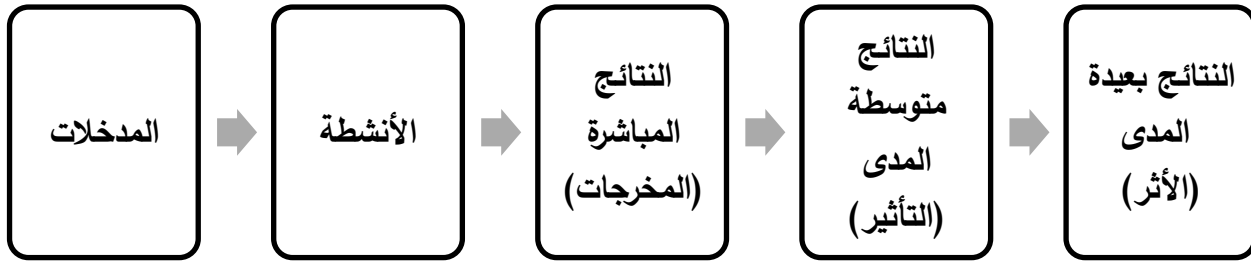 المدخلات
الأنشطة
النتائج
المباشرة
(المخرجات)
النتائج
متوسطة
المدى
(التأثير)
النتائج بعيدة
المدى
(الأثر)